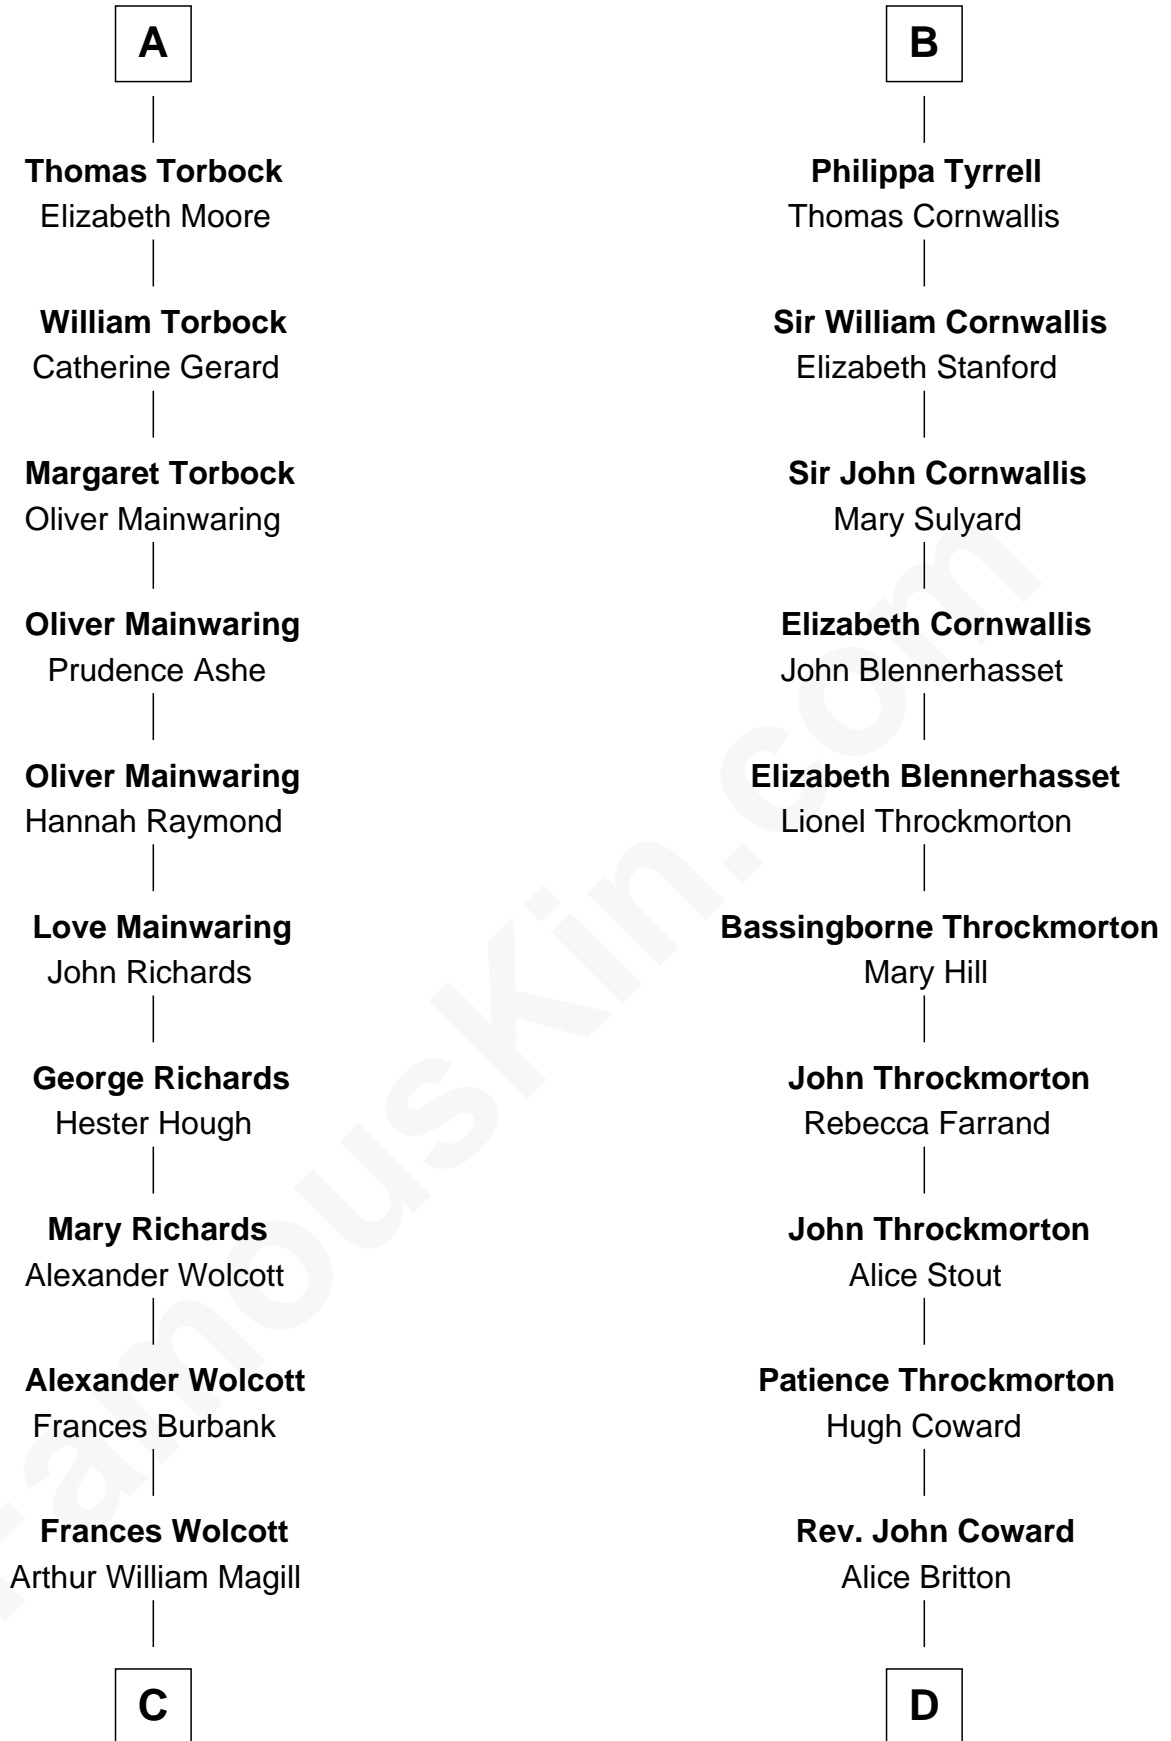 A
Thomas Torbock
Elizabeth Moore
William Torbock
Catherine Gerard
Margaret Torbock
Oliver Mainwaring
Oliver Mainwaring
Prudence Ashe
Oliver Mainwaring
Hannah Raymond
Love Mainwaring
John Richards
George Richards
Hester Hough
Mary Richards
Alexander Wolcott
Alexander Wolcott
Frances Burbank
Frances Wolcott
Arthur William Magill
C
B
Philippa Tyrrell
Thomas Cornwallis
Sir William Cornwallis
Elizabeth Stanford
Sir John Cornwallis
Mary Sulyard
Elizabeth Cornwallis
John Blennerhasset
Elizabeth Blennerhasset
Lionel Throckmorton
Bassingborne Throckmorton
Mary Hill
John Throckmorton
Rebecca Farrand
John Throckmorton
Alice Stout
Patience Throckmorton
Hugh Coward
Rev. John Coward
Alice Britton
D
FamousKin.com